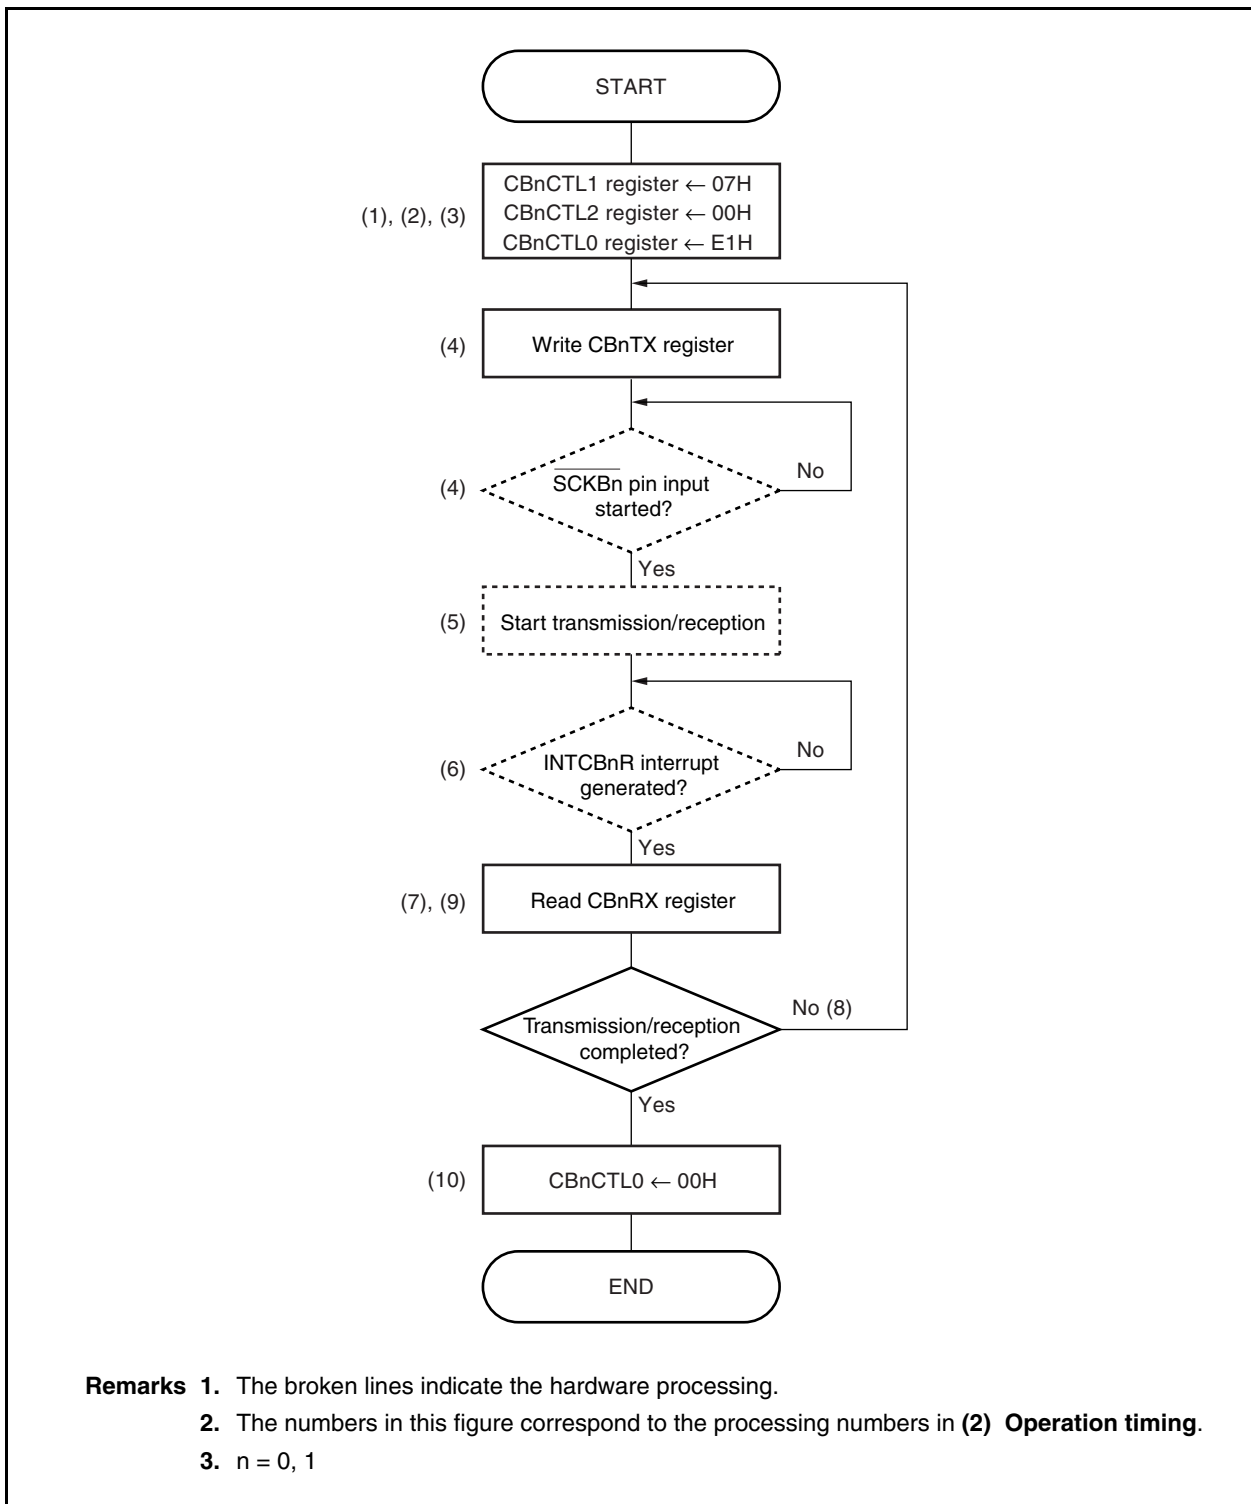 START
CBnCTL1 register ← 07H
(1), (2), (3)
CBnCTL2 register ← 00H
CBnCTL0 register ← E1H
(4)
Write CBnTX register
(4)
SCKBn pin input
started?
No
Yes
(5)
Start transmission/reception
(6)
INTCBnR interrupt
generated?
No
Yes
(7), (9)
Read CBnRX register
Transmission/reception
completed?
No (8)
Yes
(10)
CBnCTL0 ← 00H
END
Remarks 1. The broken lines indicate the hardware processing.
2. The numbers in this figure correspond to the processing numbers in (2) Operation timing.
3. n = 0, 1